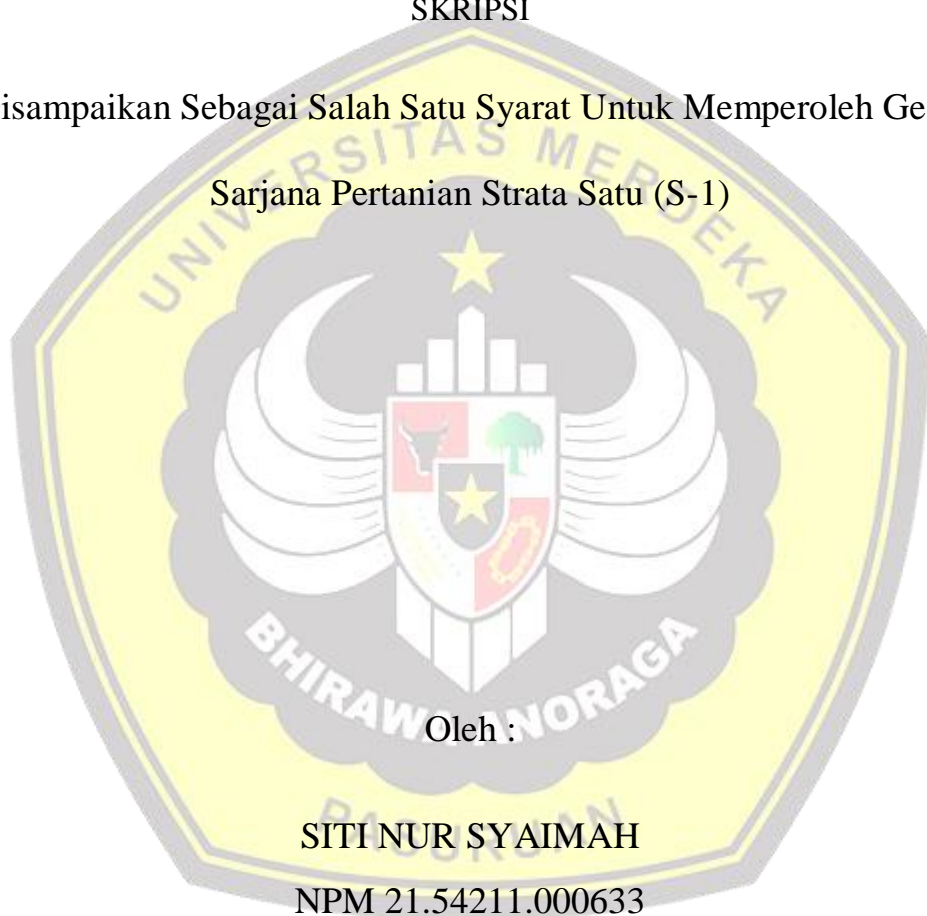 SKRIPSI
isampaikan Sebagai Salah Satu Syarat Untuk Memperoleh Ge
UNIVERSITAS MERDEKA
Sarjana Pertanian Strata Satu (S-1)
BHIRAWA ANORAGA
Oleh :
PASURUAN
SITI NUR SYAIMAH
NPM 21.54211.000633